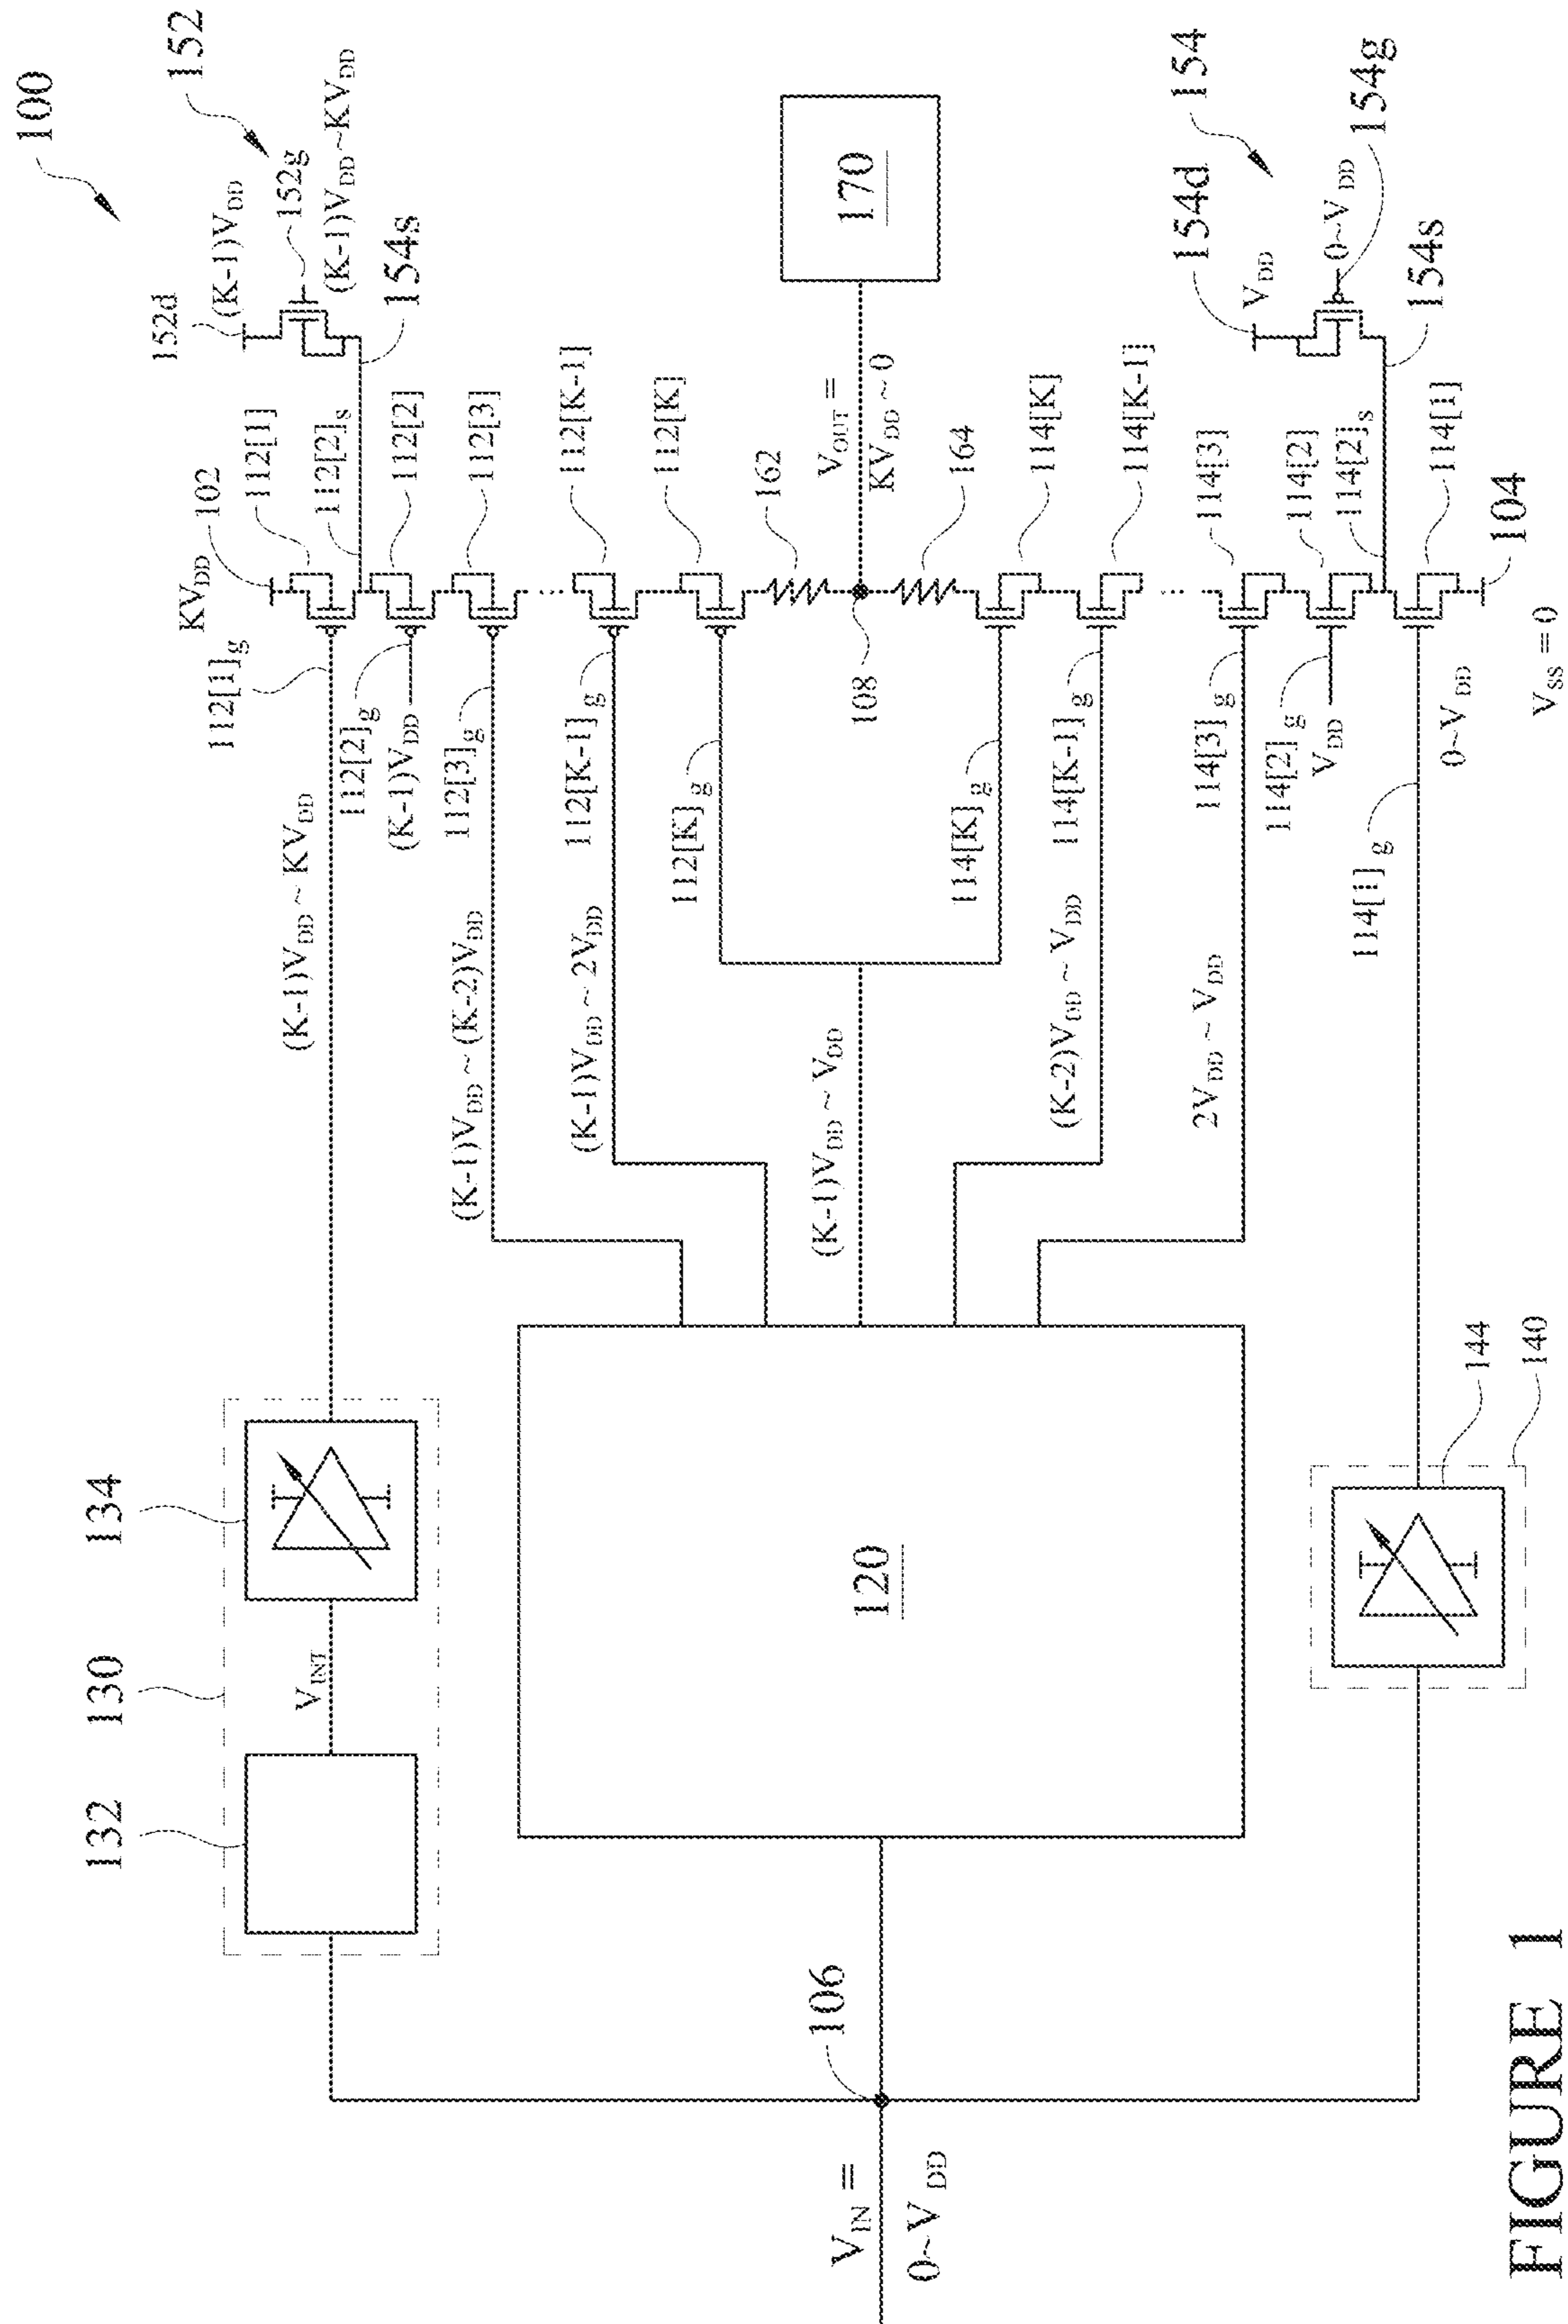 100
152
(K-1)V_DD
152d
152g
(K-1)V_DD~KV_DD
154s
KV_DD
102
112[1]
112[1]_g
112[2]_s
112[2]
112[2]_g
(K-1)V_DD
112[3]
112[3]_g
112[K-1]
112[K-1]_g
112[K]
112[K]_g
162
V_OUT =
KV_DD ~ 0
170
108
164
114[K]
114[K]_g
114[K-1]
114[K-1]_g
114[3]
114[3]_g
114[2]
114[2]_g
V_DD
114[2]_s
114[1]
114[1]_g
0~V_DD
104
V_SS = 0
154
154d
V_DD
0~V_DD
154g
154s
(K-1)V_DD ~ KV_DD
(K-1)V_DD ~ (K-2)V_DD
(K-1)V_DD ~ 2V_DD
(K-1)V_DD ~ V_DD
(K-2)V_DD ~ V_DD
2V_DD ~ V_DD
134
130
132
V_INT
120
144
140
106
V_IN =
0~V_DD
FIGURE 1